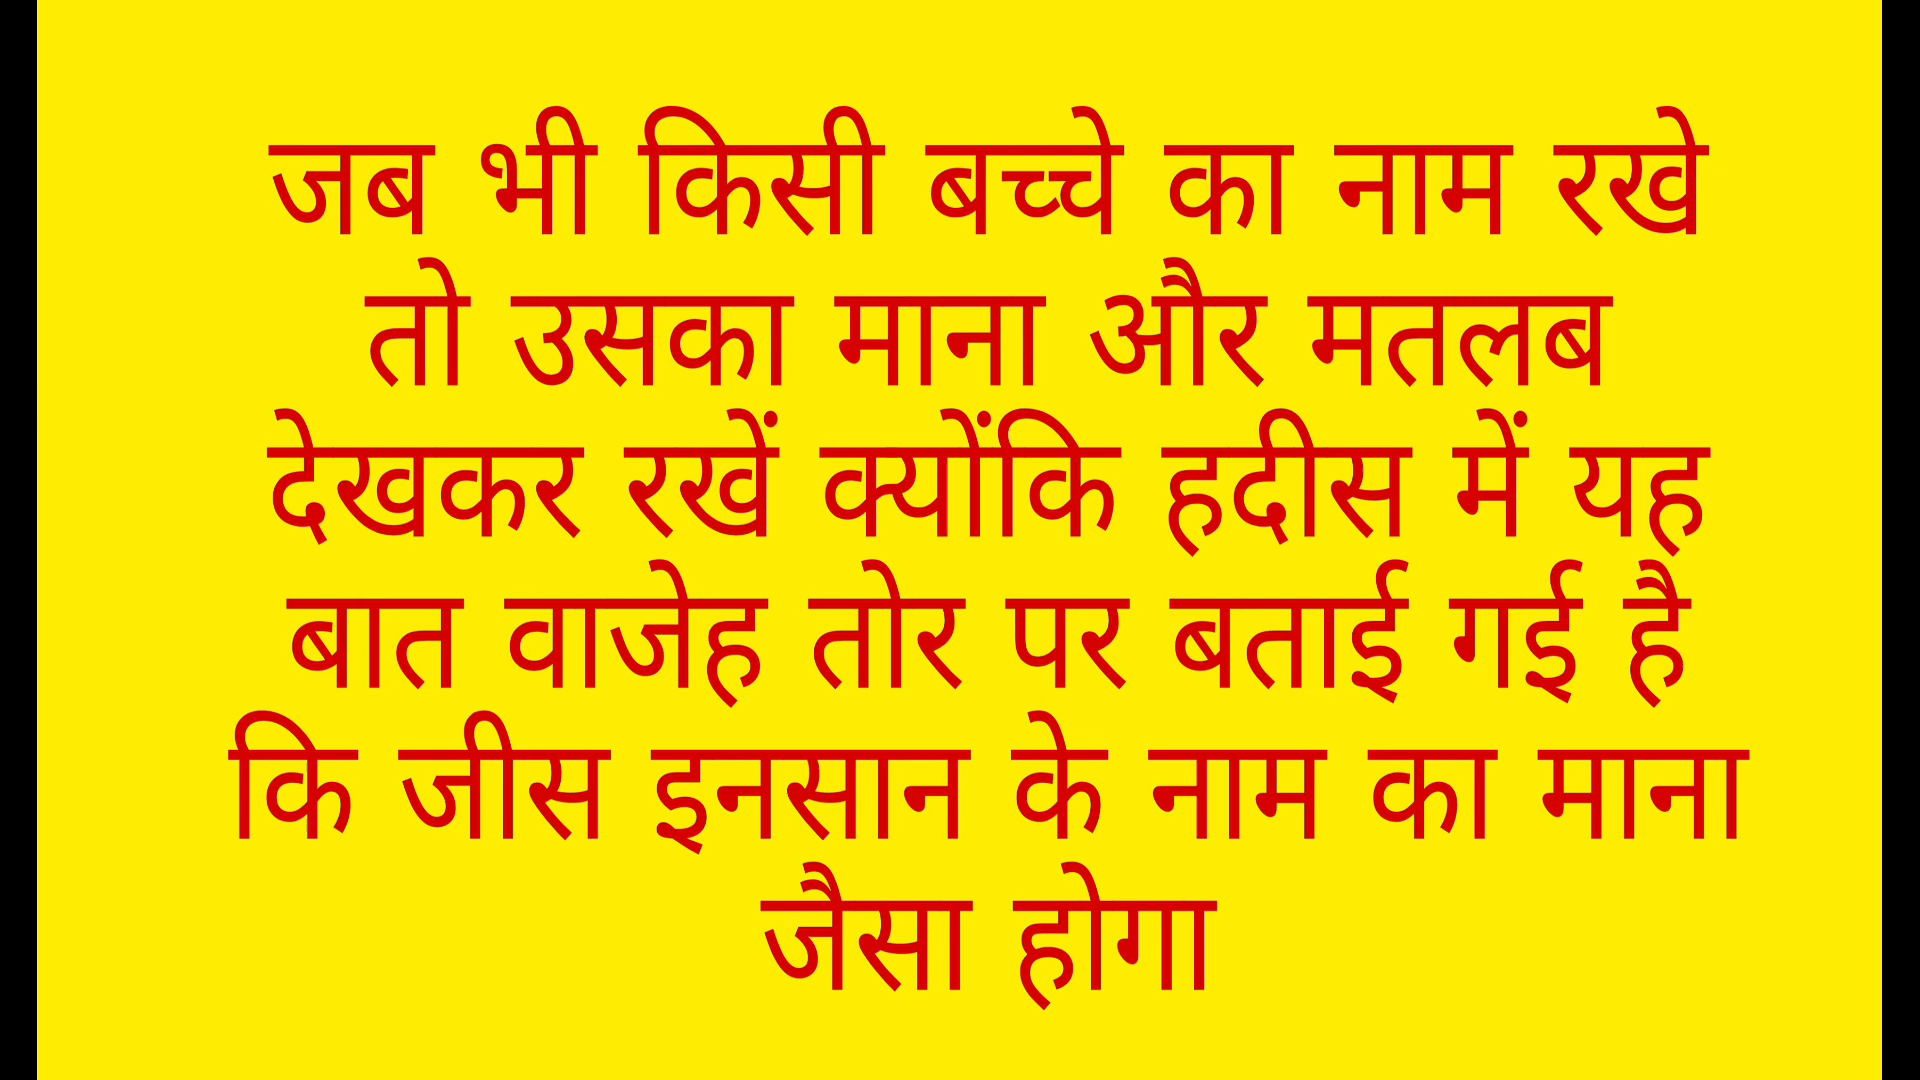 जब भी किसी बच्चे का नाम रखे
तो उसका माना और मतलब
देखकर रखें क्योंकि हदीस में यह
बात वाजेह तोर पर बताई गई है
कि जीस इनसान के नाम का माना
जैसा होगा